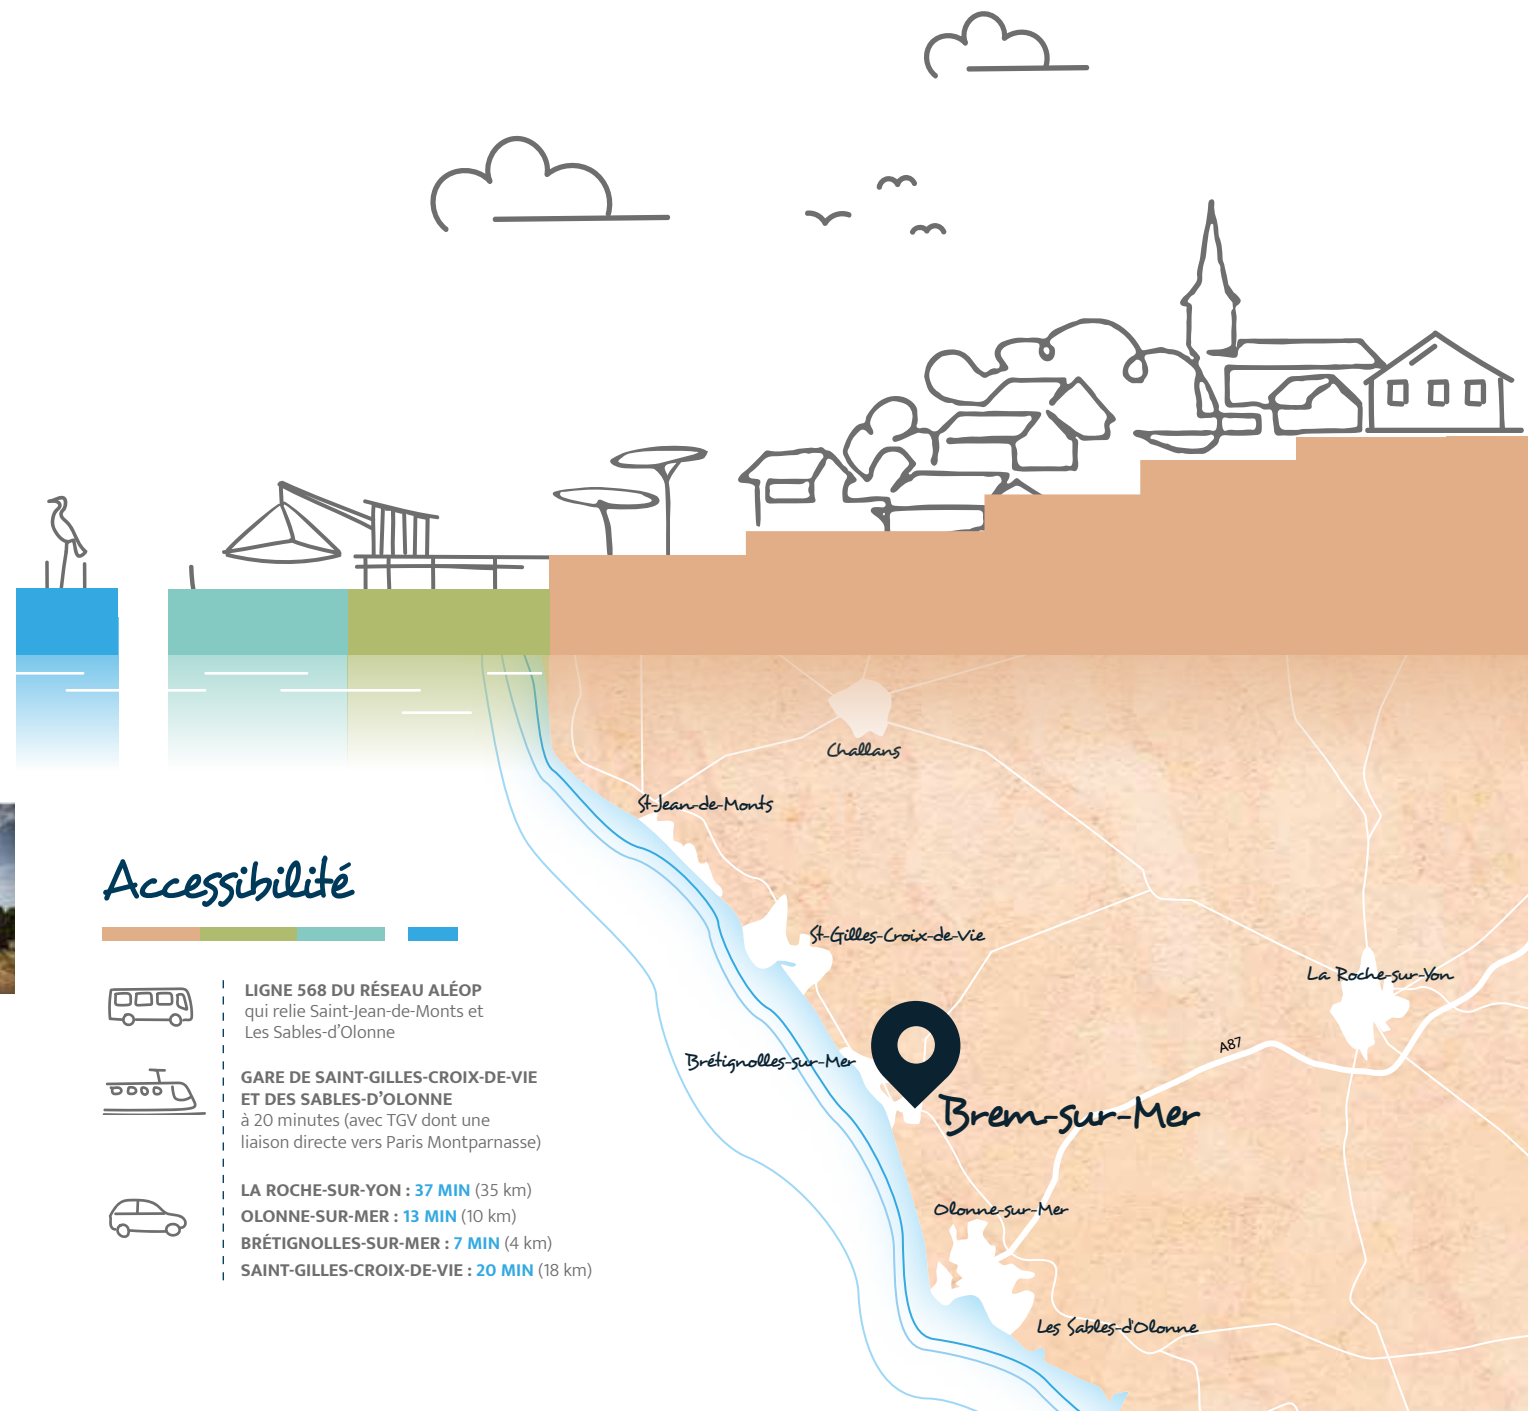 Challans
St-Jean-de-Monts
Accessibilité
St-Gilles-Croix-de-Vie
La Roche-sur-Yon
LIGNE 568 DU RÉSEAU ALÉOP
qui relie Saint-Jean-de-Monts et
Les Sables-d’Olonne
A87
Brétignolles-sur-Mer
GARE DE SAINT-GILLES-CROIX-DE-VIE
ET DES SABLES-D’OLONNE
à 20 minutes (avec TGV dont une
liaison directe vers Paris Montparnasse)
Brem-sur-Mer
LA ROCHE-SUR-YON : 37 MIN (35 km)
OLONNE-SUR-MER : 13 MIN (10 km)
BRÉTIGNOLLES-SUR-MER : 7 MIN (4 km)
SAINT-GILLES-CROIX-DE-VIE : 20 MIN (18 km)
Olonne-sur-Mer
Les Sables-d'Olonne